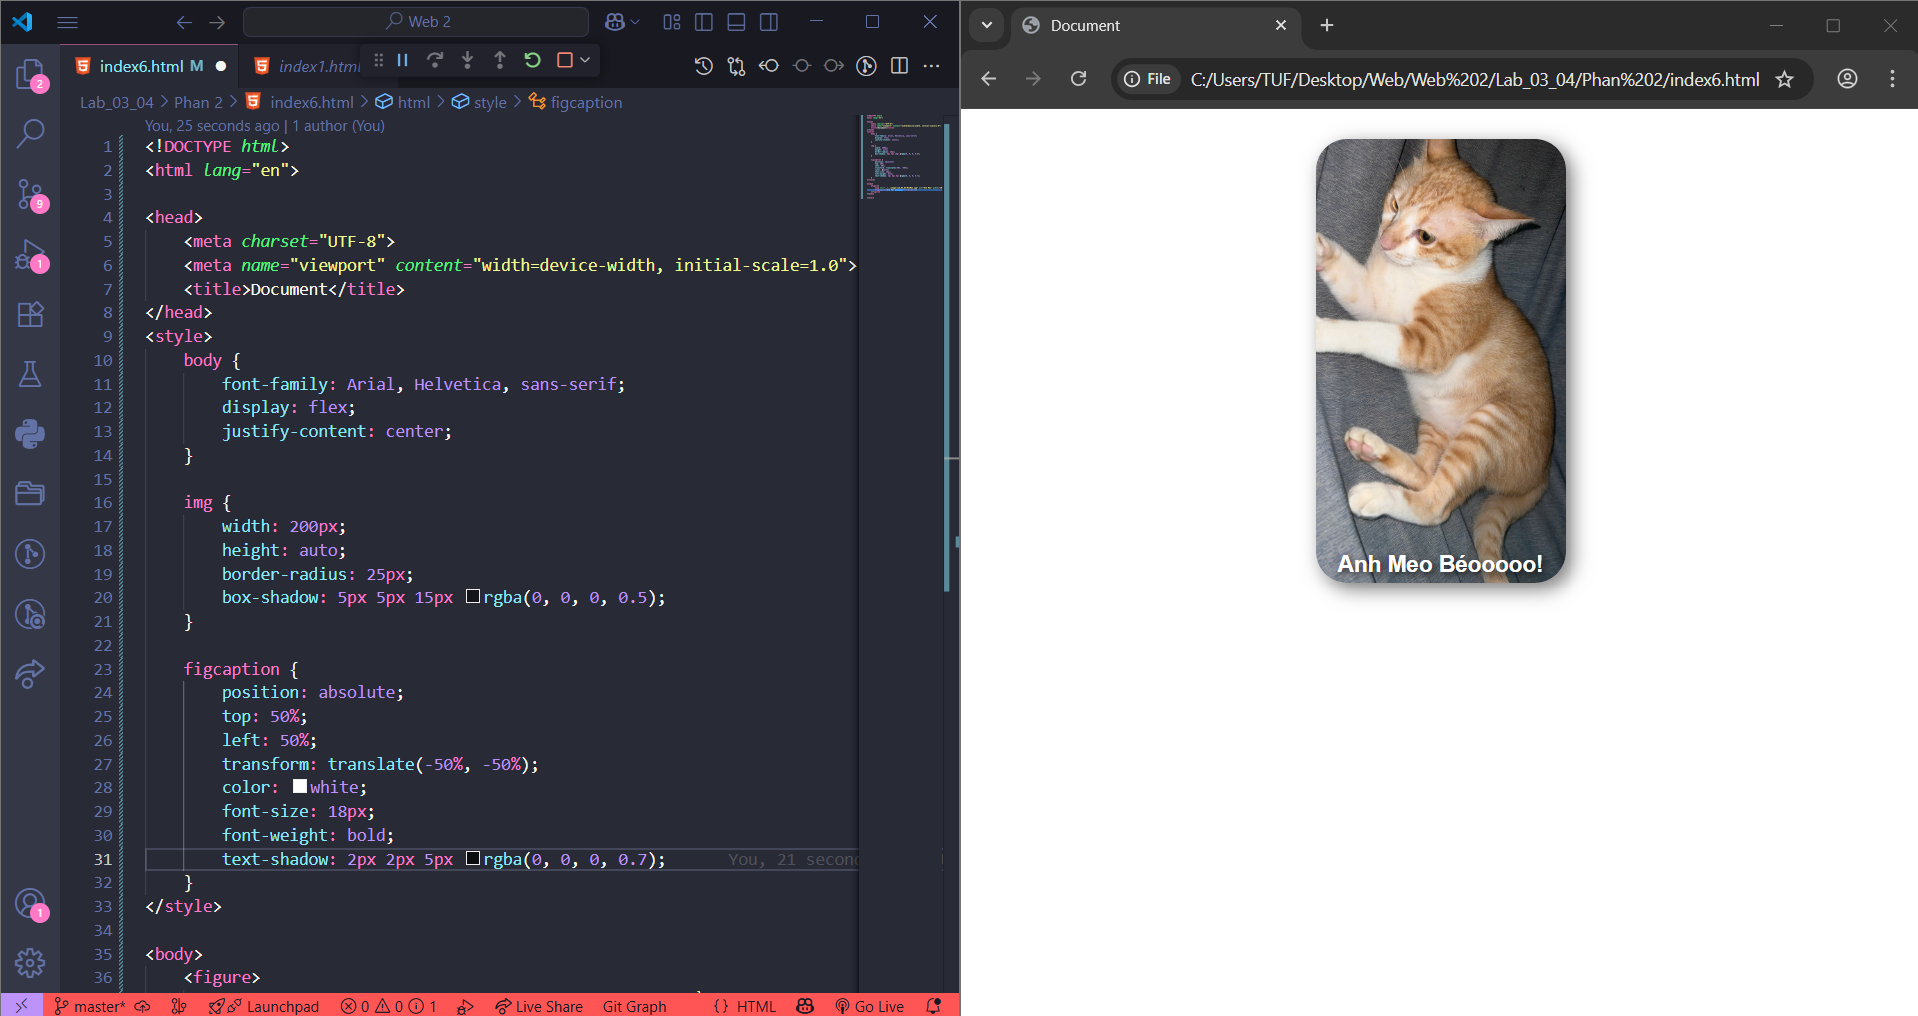 Web 2
index6.html M
index1.html
Lab_03_04 > Phan 2 > index6.html > html > style > figcaption
You, 25 seconds ago | 1 author (You)
1 <!DOCTYPE html>
2 <html lang="en">
3
4 <head>
5 <meta charset="UTF-8">
6 <meta name="viewport" content="width=device-width, initial-scale=1.0">
7 <title>Document</title>
8 </head>
9 <style>
10 body {
11 font-family: Arial, Helvetica, sans-serif;
12 display: flex;
13 justify-content: center;
14 }
15
16 img {
17 width: 200px;
18 height: auto;
19 border-radius: 25px;
20 box-shadow: 5px 5px 15px rgba(0, 0, 0, 0.5);
21 }
22
23 figcaption {
24 position: absolute;
25 top: 50%;
26 left: 50%;
27 transform: translate(-50%, -50%);
28 color: white;
29 font-size: 18px;
30 font-weight: bold;
31 text-shadow: 2px 2px 5px rgba(0, 0, 0, 0.7); You, 21 second
32 }
33 </style>
34
35 <body>
36 <figure>
2
9
1
1
master* Launchpad 0 0 1 Live Share Git Graph {} HTML Go Live
Document
File C:/Users/TUF/Desktop/Web/Web%202/Lab_03_04/Phan%202/index6.html
Anh Meo Béooooo!